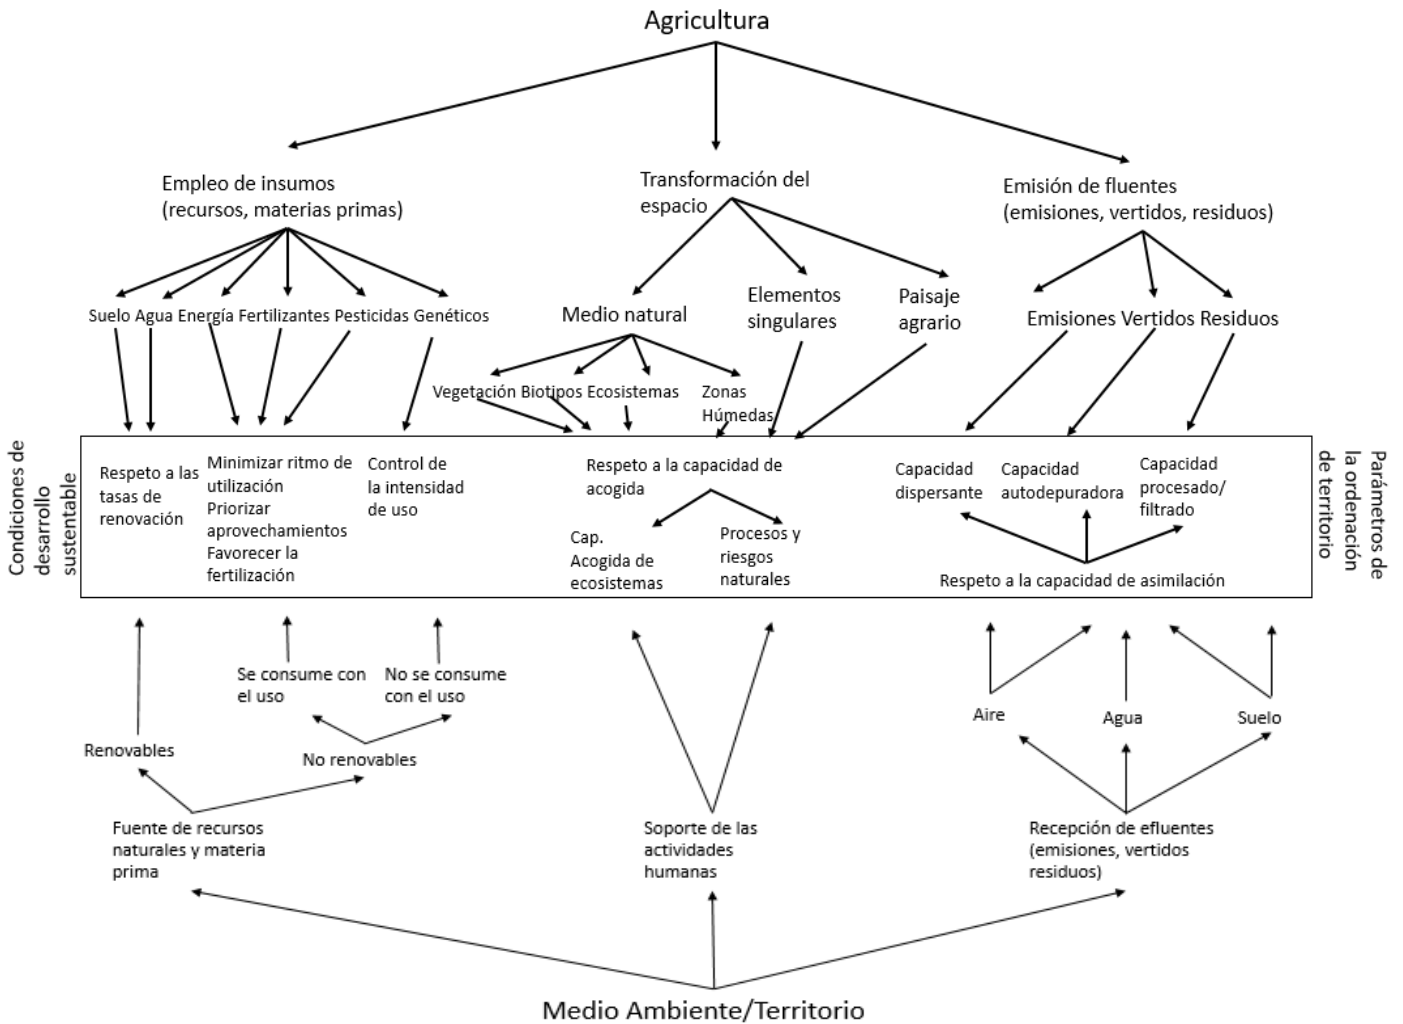 Agricultura
Empleo de insumos
(recursos, materias primas)
Transformación del
espacio
Emisión de fluentes
(emisiones, vertidos, residuos)
Suelo Agua Energía Fertilizantes Pesticidas Genéticos
Medio natural
Elementos
singulares
Paisaje
agrario
Emisiones Vertidos Residuos
Vegetación Biotipos Ecosistemas
Zonas
Húmedas
Condiciones de
desarrollo
sustentable
Respeto a las
tasas de
renovación
Minimizar ritmo de
utilización
Priorizar
aprovechamientos
Favorecer la
fertilización
Control de
la intensidad
de uso
Respeto a la capacidad de
acogida
Cap.
Acogida de
ecosistemas
Procesos y
riesgos
naturales
Capacidad
dispersante
Capacidad
autodepuradora
Capacidad
procesado/
filtrado
Respeto a la capacidad de asimilación
Parámetros de
la ordenación
de territorio
Se consume con
el uso
No se consume
con el uso
Renovables
No renovables
Aire
Agua
Suelo
Fuente de recursos
naturales y materia
prima
Soporte de las
actividades
humanas
Recepción de efluentes
(emisiones, vertidos
residuos)
Medio Ambiente/Territorio